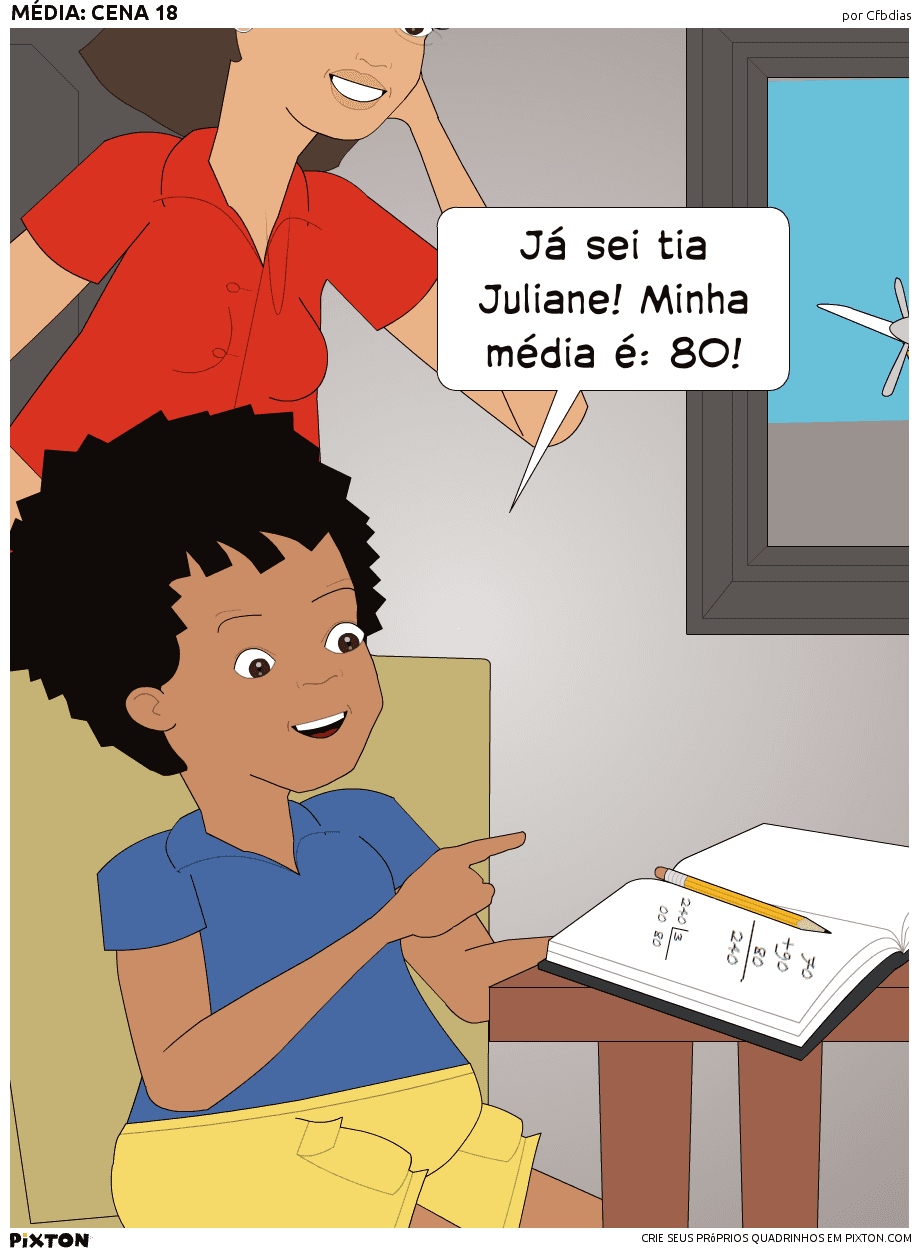 MÉDIA: CENA 18
por Cfbdias
Já sei tia
Juliane! Minha
média é: 80!
70
+90
80
240
240 3
00 80
PiXTON
CRIE SEUS PRÓPRIOS QUADRINHOS EM PIXTON.COM